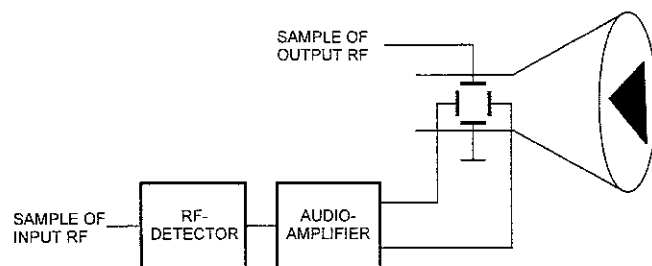 SAMPLE OF
OUTPUT RF
SAMPLE OF
INPUT RF
RF-
DETECTOR
AUDIO-
AMPLIFIER